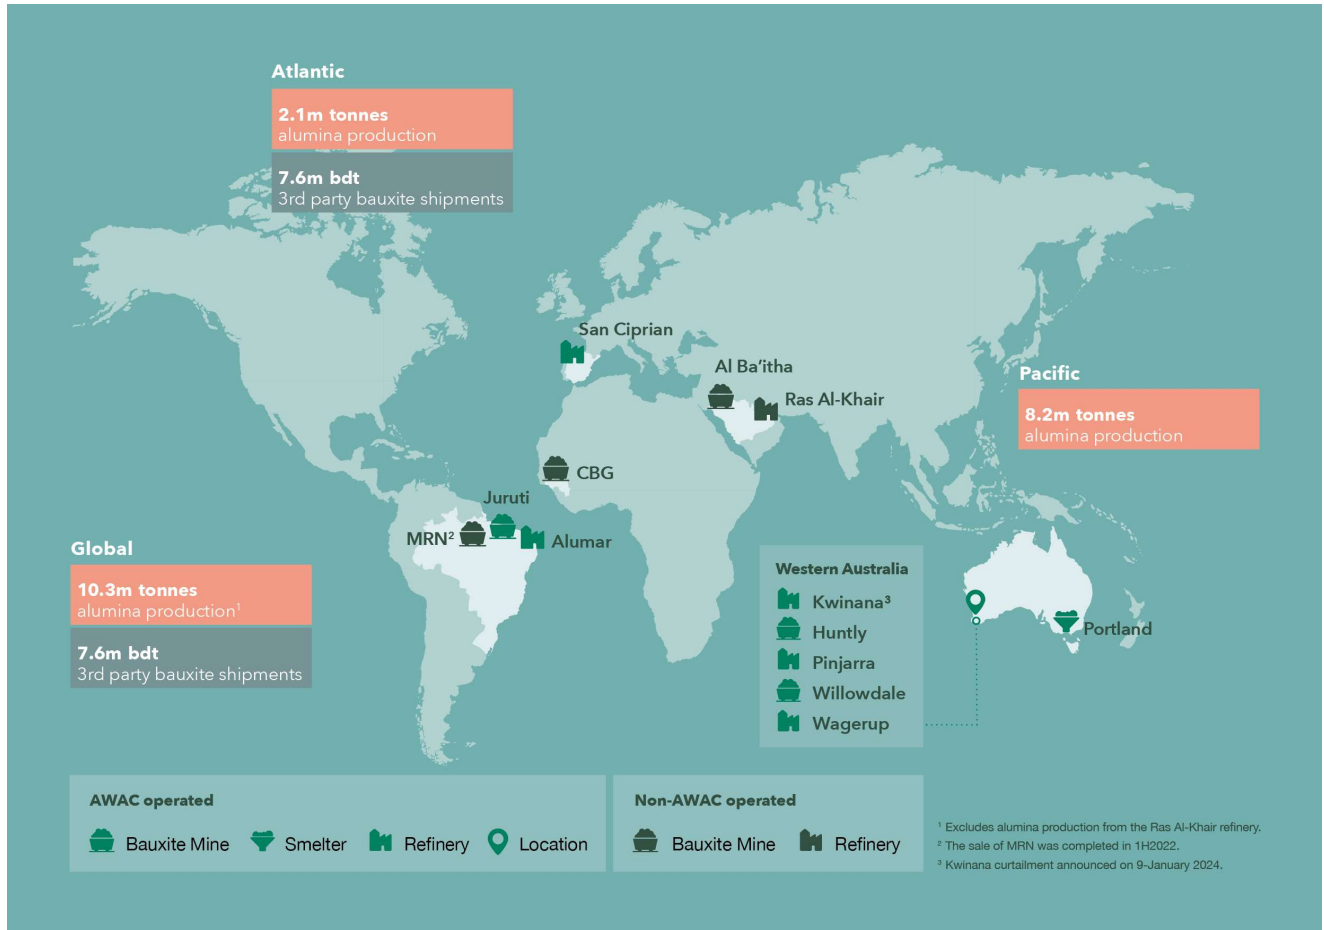 Atlantic
2.1m tonnes
alumina production
7.6m bdt
3rd party bauxite shipments
San Ciprian
Al Ba‘itha
Ras Al-Khair
Pacific
8.2m tonnes
alumina production
CBG
Juruti
MRN²
Alumar
Global
10.3m tonnes
alumina production¹
7.6m bdt
3rd party bauxite shipments
Western Australia
Kwinana³
Huntly
Pinjarra
Willowdale
Wagerup
Portland
AWAC operated
Bauxite Mine
Smelter
Refinery
Location
Non-AWAC operated
Bauxite Mine
Refinery
¹ Excludes alumina production from the Ras Al-Khair refinery.
² The sale of MRN was completed in 1H2022.
³ Kwinana curtailment announced on 9-January 2024.